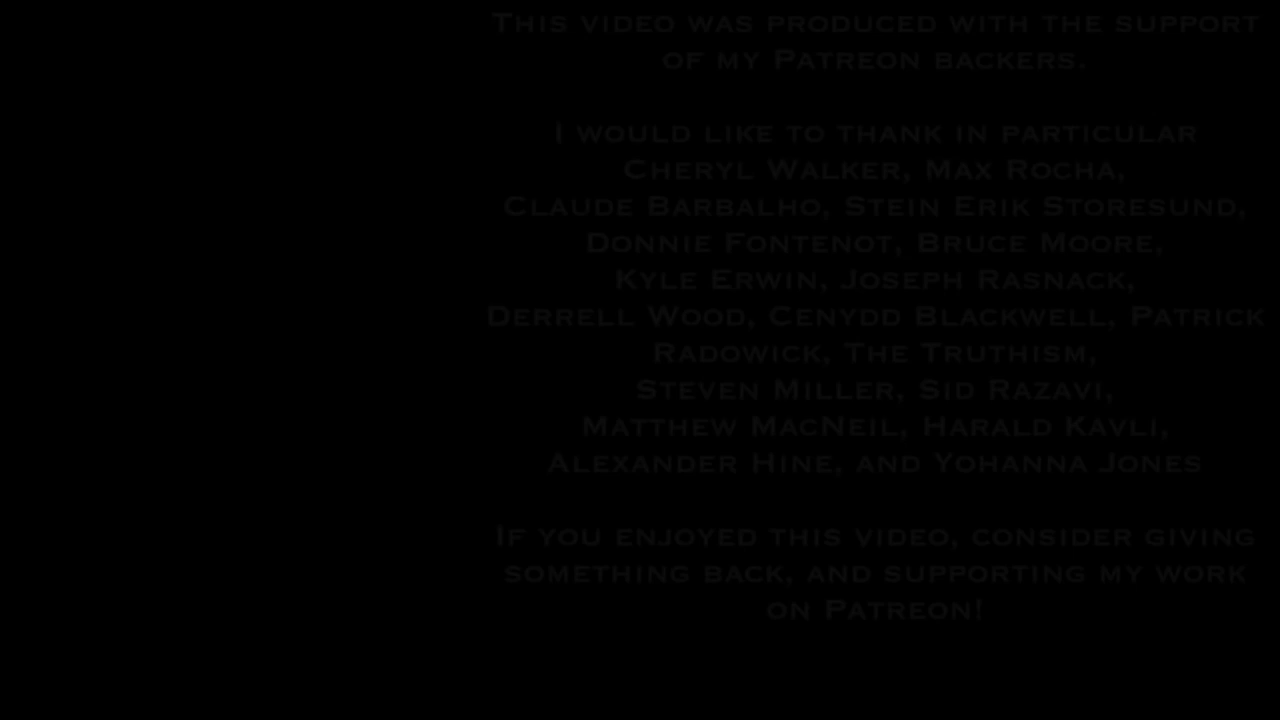 This video was produced with the support
of my Patreon backers.
I would like to thank in particular
Cheryl Walker, Max Rocha,
Claude Barbalho, Stein Erik Storesund,
Donnie Fontenot, Bruce Moore,
Kyle Erwin, Joseph Rasnack,
Derrell Wood, Cenydd Blackwell, Patrick
Radowick, The Truthism,
Steven Miller, Sid Razavi,
Matthew MacNeil, Harald Kavli,
Alexander Hine, and Yohanna Jones
If you enjoyed this video, consider giving
something back, and supporting my work
on Patreon!